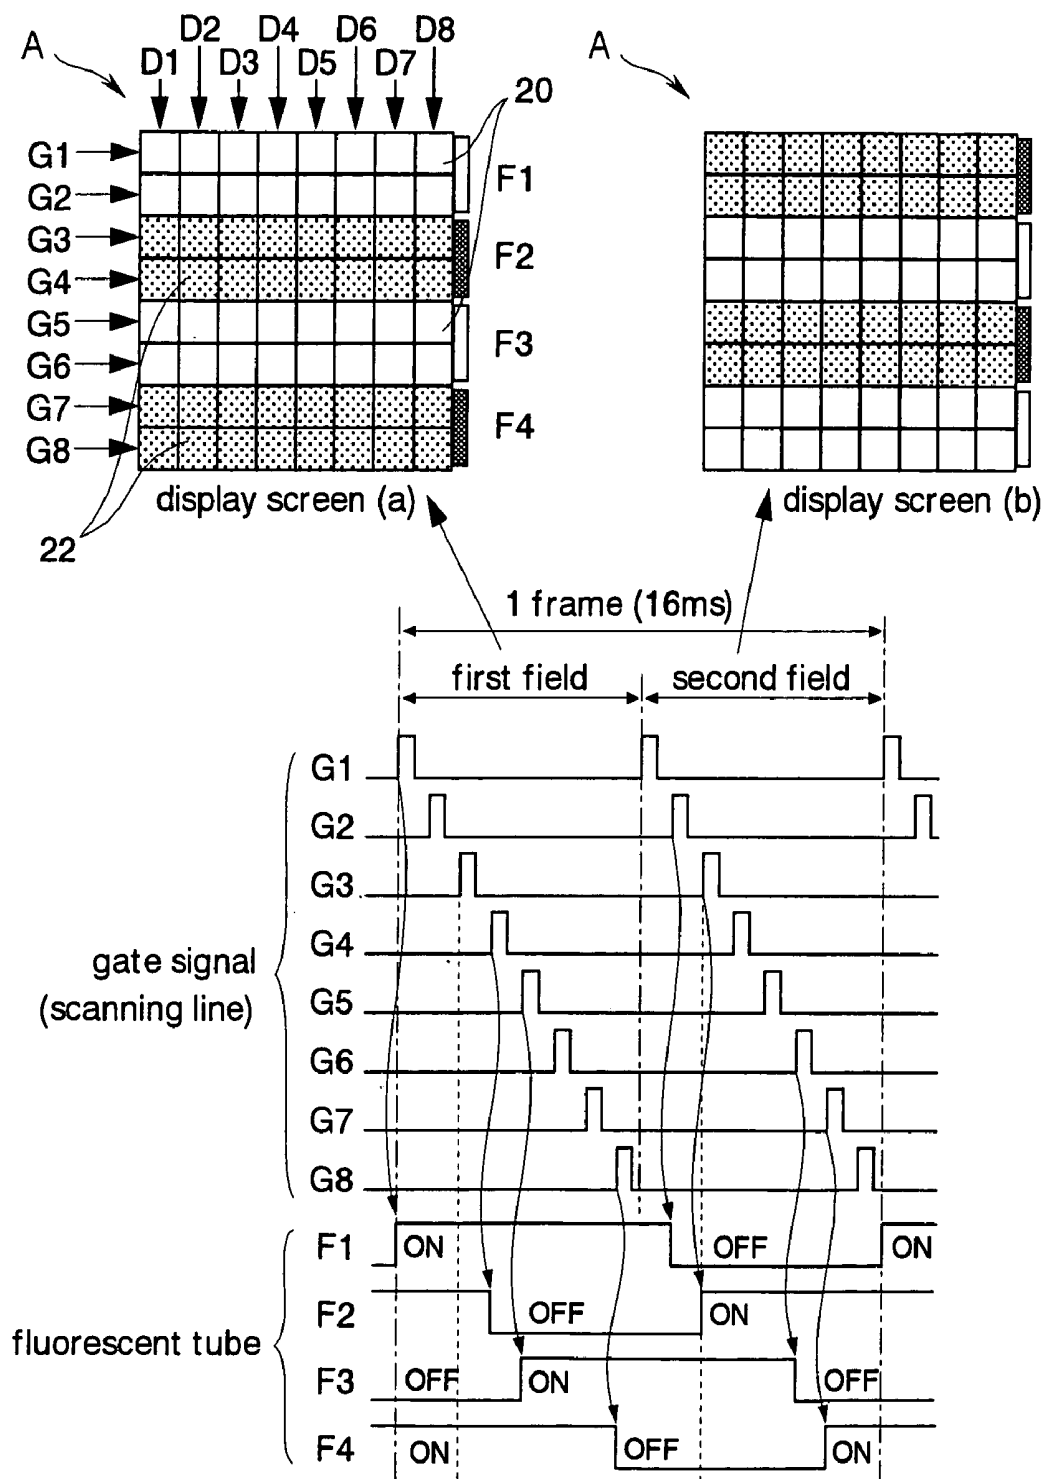 A
D1 D2 D3 D4 D5 D6 D7 D8
20
A
G1
G2
G3
G4
G5
G6
G7
G8
F1
F2
F3
F4
22
display screen (a)
display screen (b)
1 frame (16ms)
first field
second field
gate signal
(scanning line)
G1
G2
G3
G4
G5
G6
G7
G8
fluorescent tube
F1 ON OFF ON
F2 OFF ON
F3 OFF ON OFF
F4 ON OFF ON